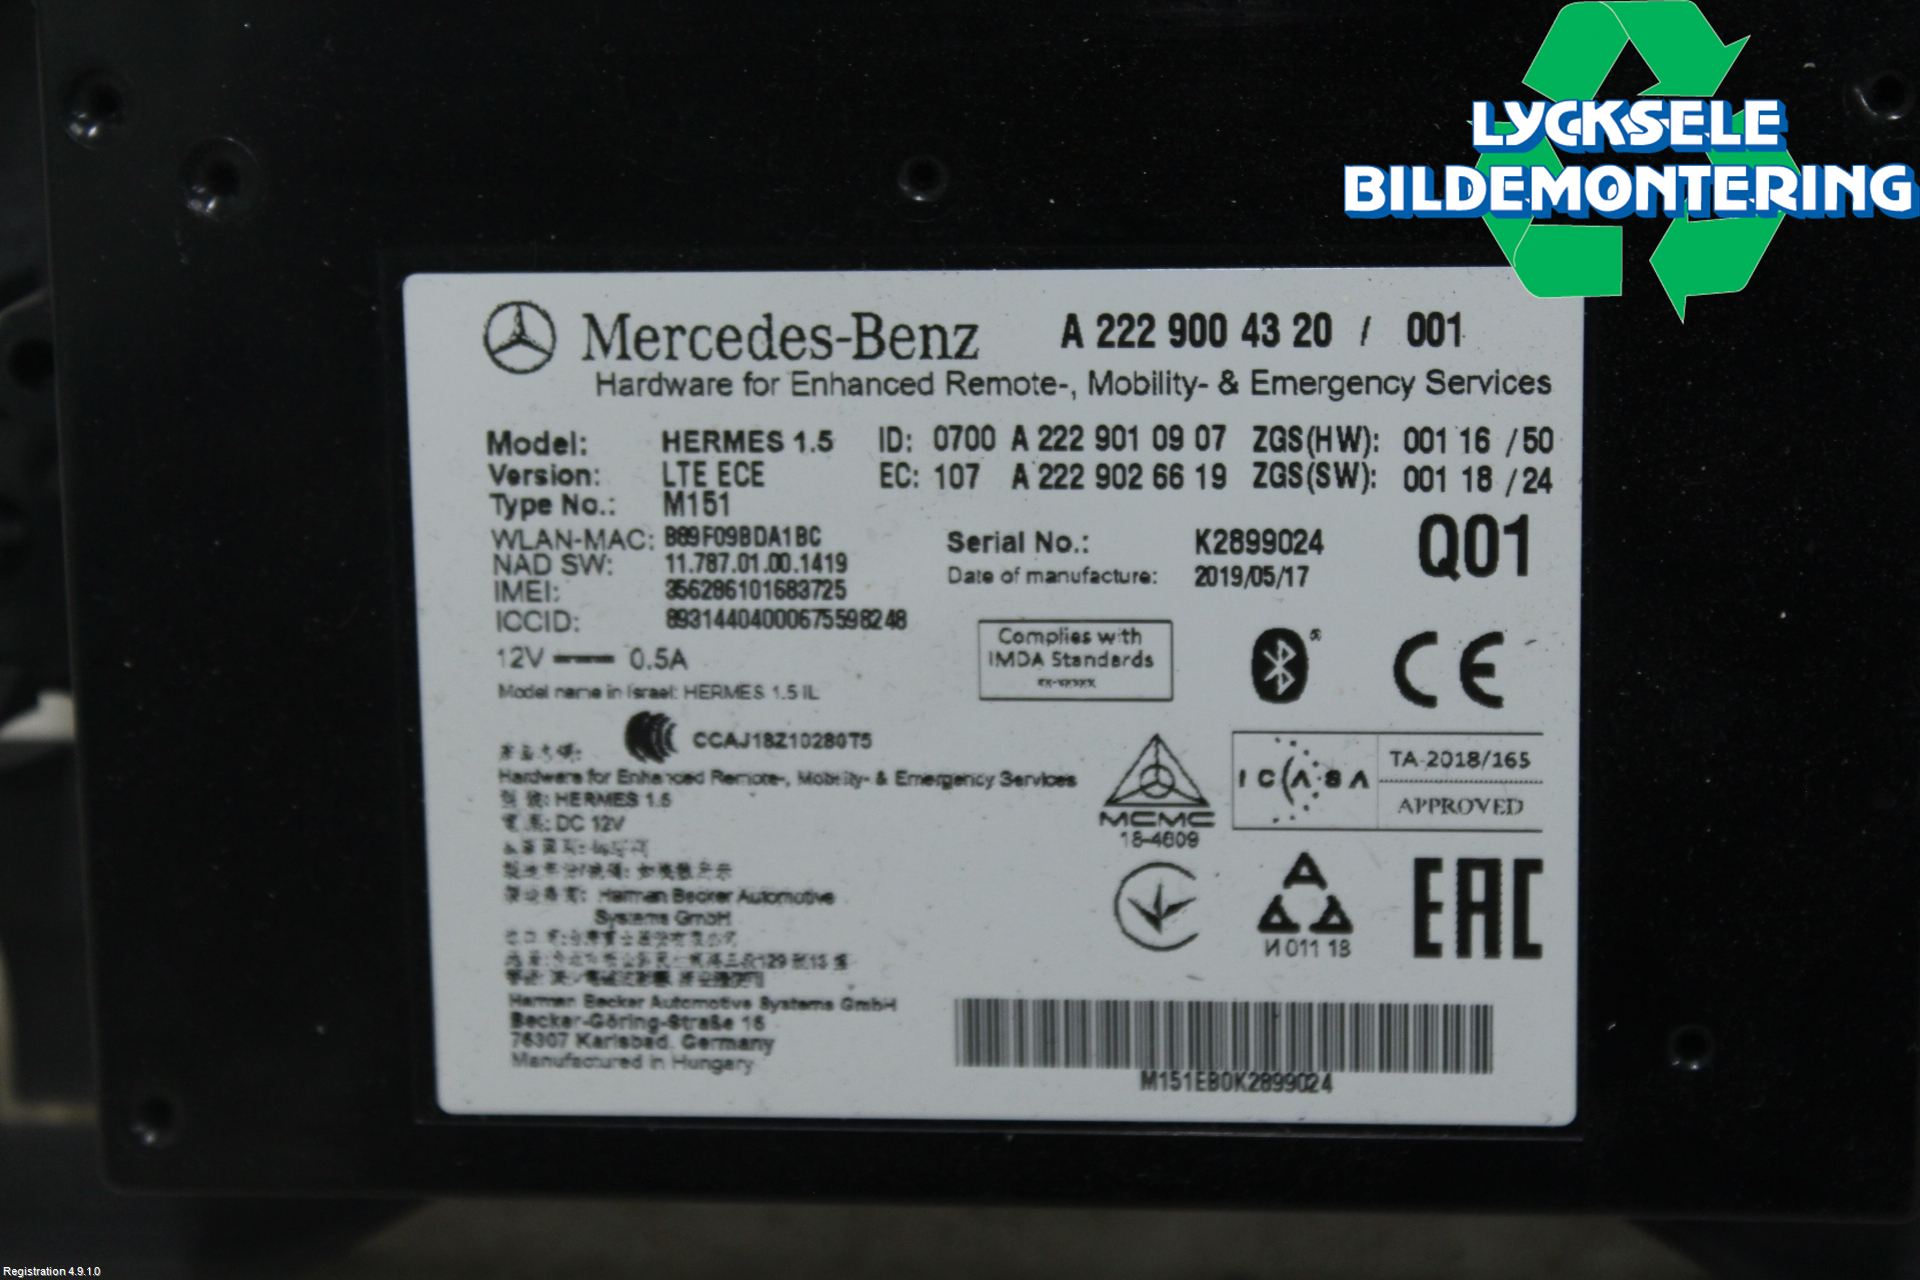 LYCKSELE
BILDEMONTERING
Mercedes-Benz A 222 900 43 20 / 001
Hardware for Enhanced Remote-, Mobility- & Emergency Services
Model: HERMES 1.5 ID: 0700 A 222 901 09 07 ZGS(HW): 001 16 /50
Version: LTE ECE EC: 107 A 222 902 66 19 ZGS(SW): 001 18 /24
Type No.: M151
WLAN-MAC: B89F09BDA1BC
NAD SW: 11.787.01.00.1419
IMEI: 356286101683725
ICCID: 89314404000675598248
Serial No.: K2899024
Date of manufacture: 2019/05/17
Q01
12V 0.5A
Model name in Israel: HERMES 1.5 IL
Complies with
IMDA Standards
xx-xxxxx
CE
CCAJ18Z10280T5
Hardware for Enhanced Remote-, Mobility- & Emergency Services
HERMES 1.5
DC 12V
Harman Becker Automotive
Systems GmbH
Harman Becker Automotive Systems GmbH
Becker-Göring-Straße 16
76307 Karlsbad, Germany
Manufactured in Hungary
MCMC
18-4609
ICASA
TA-2018/165
APPROVED
И 011 18
EAC
M151EB0K2899024
Registration 4.9.1.0